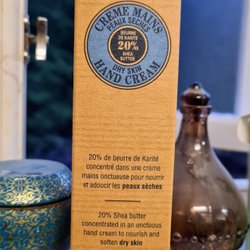 CRÈME MAINS
PEAUX SÈCHES
BEURRE
DE KARITÉ
20%
SHEA
BUTTER
DRY SKIN
HAND CREAM
20% de beurre de Karité
concentré dans une crème
mains onctueuse pour nourrir
et adoucir les peaux sèches
20% Shea butter
concentrated in an unctuous
hand cream to nourish and
soften dry skin